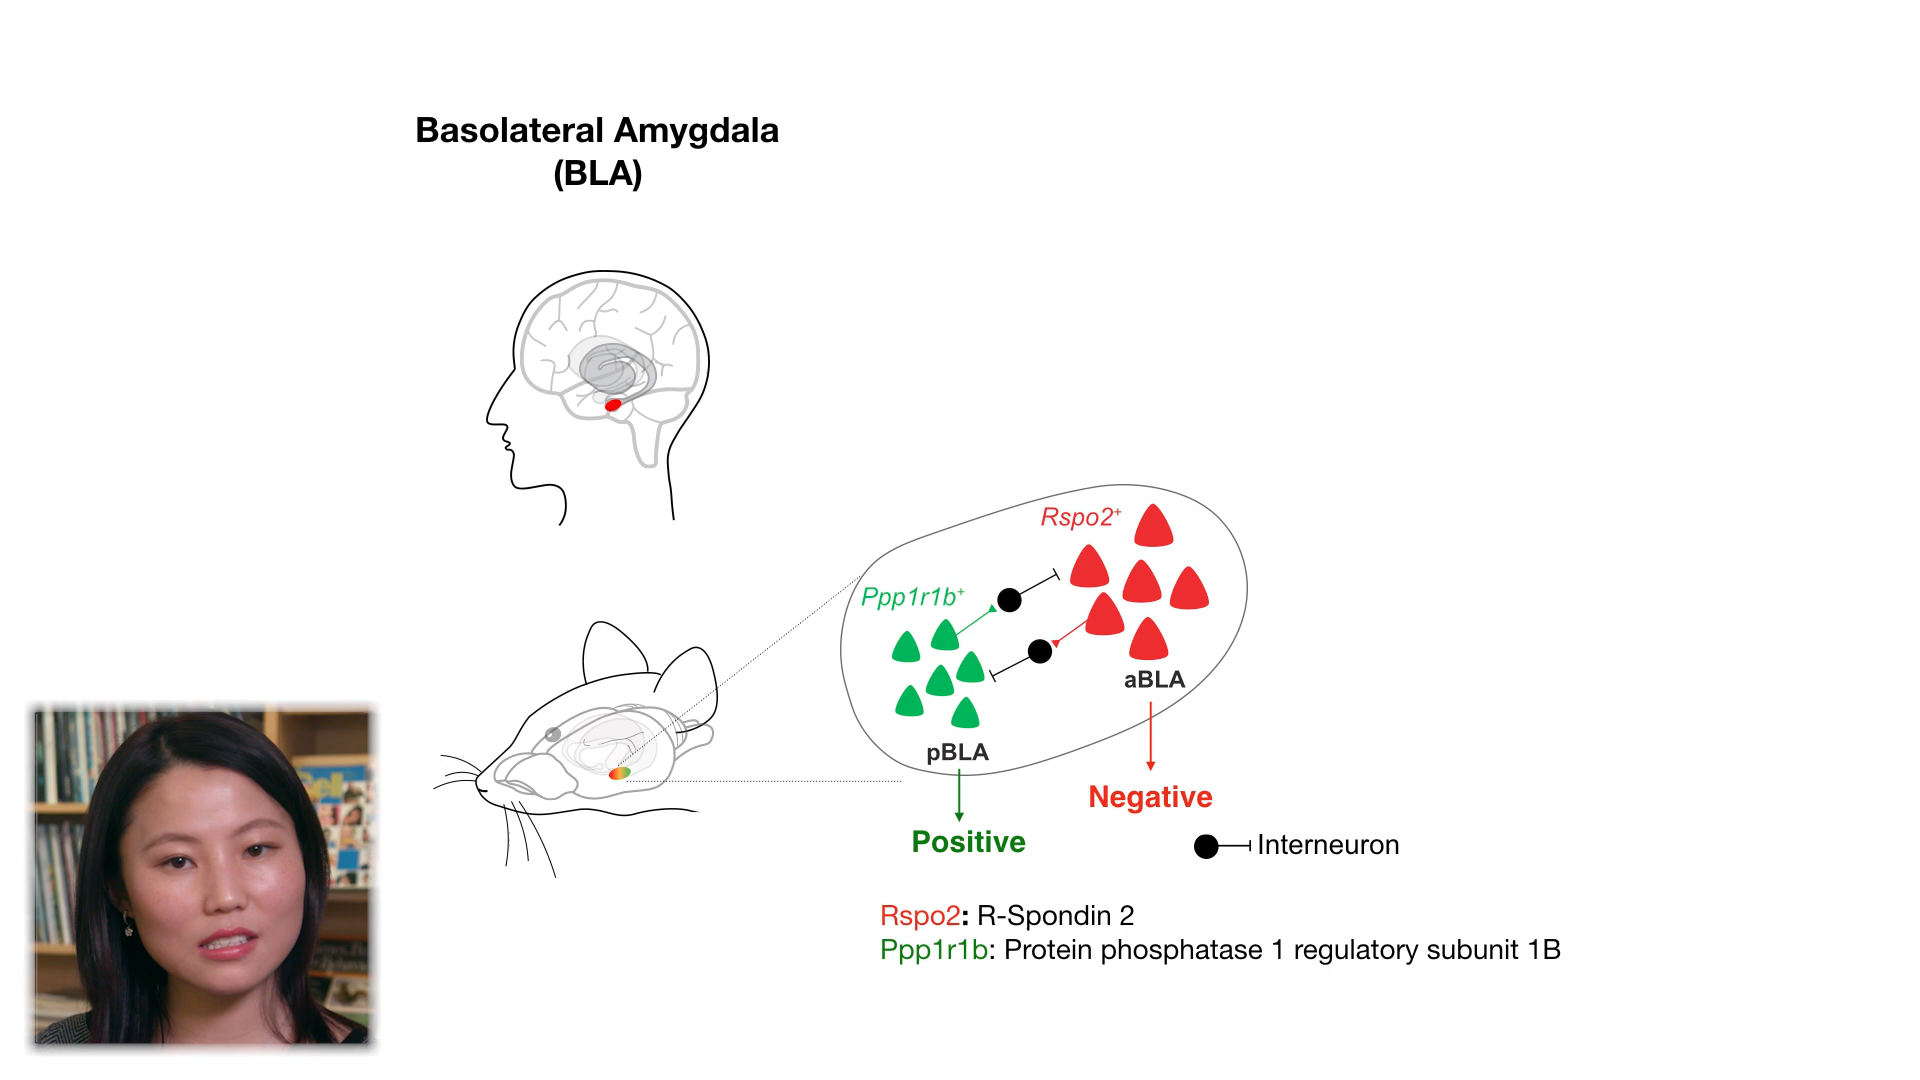 Basolateral Amygdala
(BLA)
Rspo2⁺
Ppp1r1b⁺
aBLA
pBLA
Negative
Positive
Interneuron
Rspo2: R-Spondin 2
Ppp1r1b: Protein phosphatase 1 regulatory subunit 1B